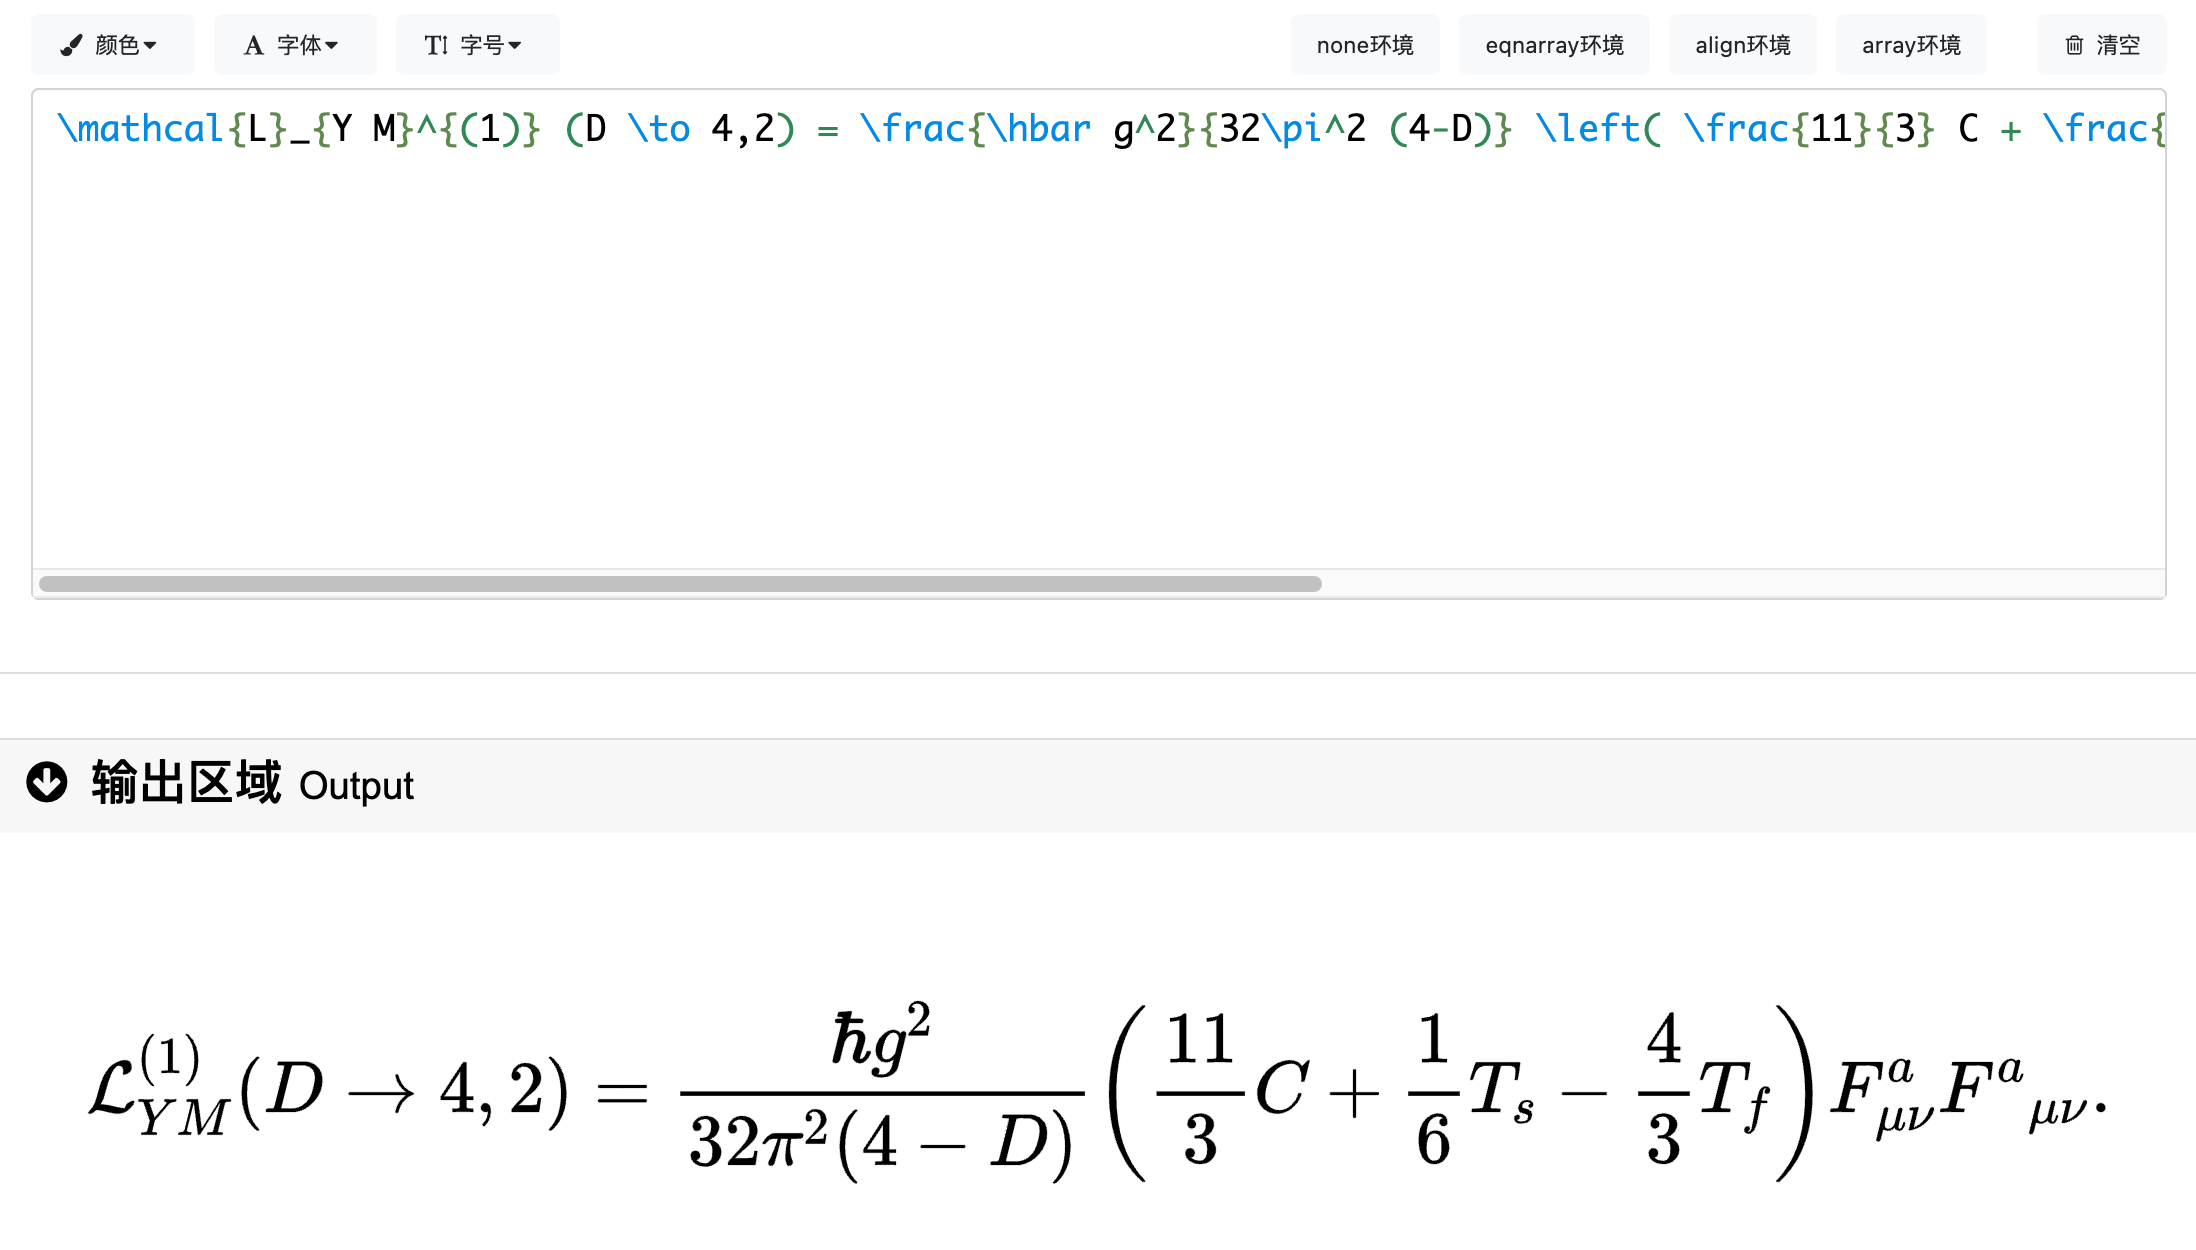 颜色 A 字体 TI 字号 none环境 eqnarray环境 align环境 array环境 清空
\mathcal{L}_{Y M}^{(1)} (D \to 4,2) = \frac{\hbar g^2}{32\pi^2 (4-D)} \left( \frac{11}{3} C + \frac{
输出区域 Output
\mathcal{L}_{YM}^{(1)}(D \to 4,2) = \frac{\hbar g^2}{32\pi^2(4-D)} \left( \frac{11}{3}C + \frac{1}{6}T_s - \frac{4}{3}T_f \right) F^a_{\mu\nu} F^a{}_{\mu\nu}.